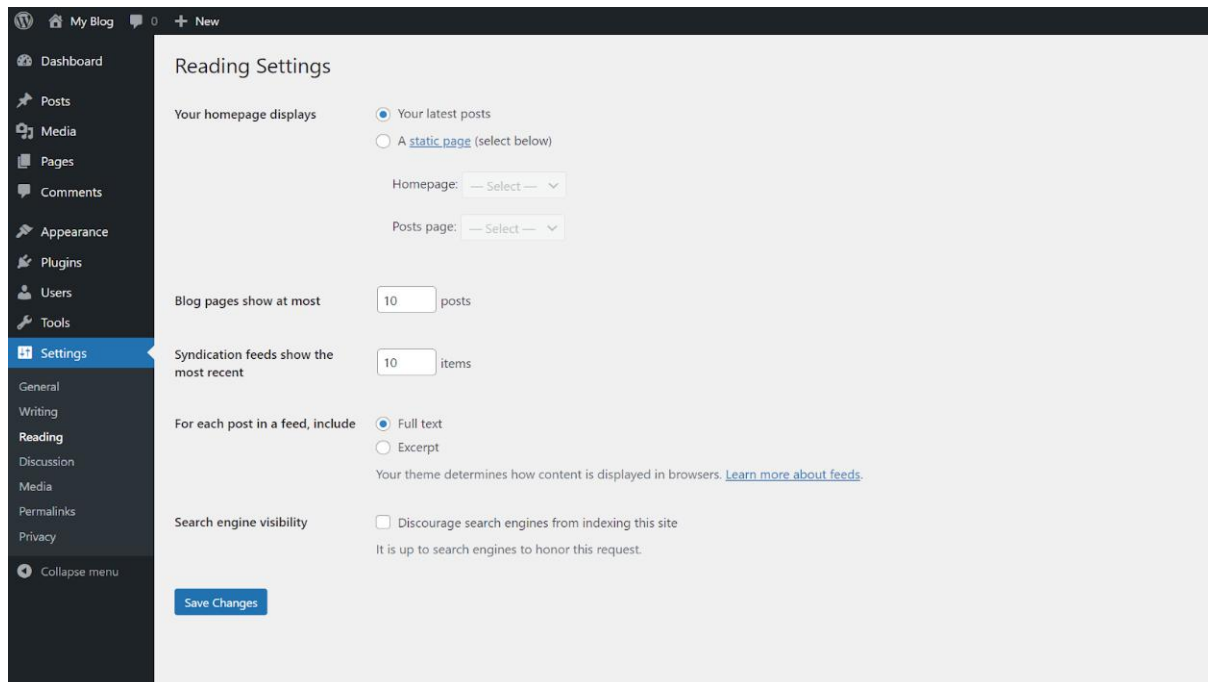 My Blog 0 + New
Dashboard
Posts
Media
Pages
Comments
Appearance
Plugins
Users
Tools
Settings
General
Writing
Reading
Discussion
Media
Permalinks
Privacy
Collapse menu
Reading Settings
Your homepage displays
Your latest posts
A static page (select below)
Homepage: — Select —
Posts page: — Select —
Blog pages show at most 10 posts
Syndication feeds show the
most recent
10 items
For each post in a feed, include
Full text
Excerpt
Your theme determines how content is displayed in browsers. Learn more about feeds.
Search engine visibility
Discourage search engines from indexing this site
It is up to search engines to honor this request.
Save Changes